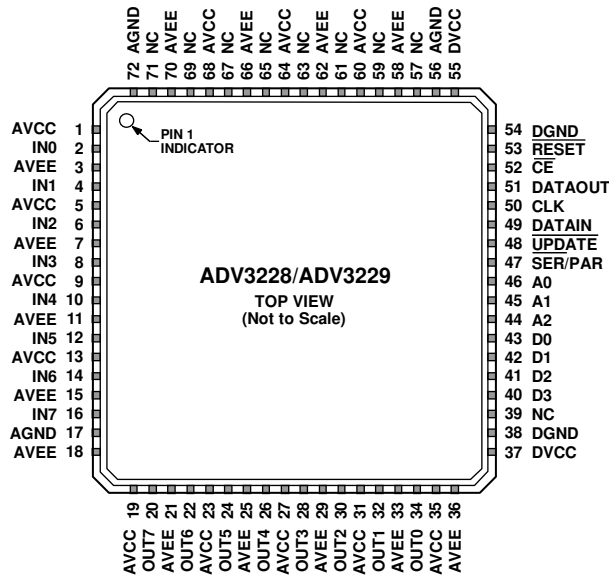 72 AGND
71 NC
70 AVEE
69 NC
68 AVCC
67 NC
66 AVEE
65 NC
64 AVCC
63 NC
62 AVEE
61 NC
60 AVCC
59 NC
58 AVEE
57 NC
56 AGND
55 DVCC
AVCC 1
IN0 2
AVEE 3
IN1 4
AVCC 5
IN2 6
AVEE 7
IN3 8
AVCC 9
IN4 10
AVEE 11
IN5 12
AVCC 13
IN6 14
AVEE 15
IN7 16
AGND 17
AVEE 18
PIN 1
INDICATOR
ADV3228/ADV3229
TOP VIEW
(Not to Scale)
54 DGND
53 RESET
52 CE
51 DATAOUT
50 CLK
49 DATAIN
48 UPDATE
47 SER/PAR
46 A0
45 A1
44 A2
43 D0
42 D1
41 D2
40 D3
39 NC
38 DGND
37 DVCC
AVCC 19
OUT7 20
AVEE 21
OUT6 22
AVCC 23
OUT5 24
AVEE 25
OUT4 26
AVCC 27
OUT3 28
AVEE 29
OUT2 30
AVCC 31
OUT1 32
AVEE 33
OUT0 34
AVCC 35
AVEE 36